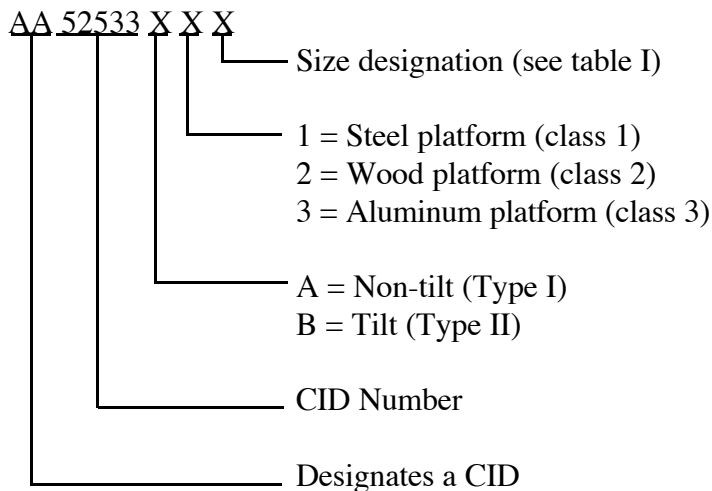 AA 52533 X X X
Size designation (see table I)
1 = Steel platform (class 1)
2 = Wood platform (class 2)
3 = Aluminum platform (class 3)
A = Non-tilt (Type I)
B = Tilt (Type II)
CID Number
Designates a CID